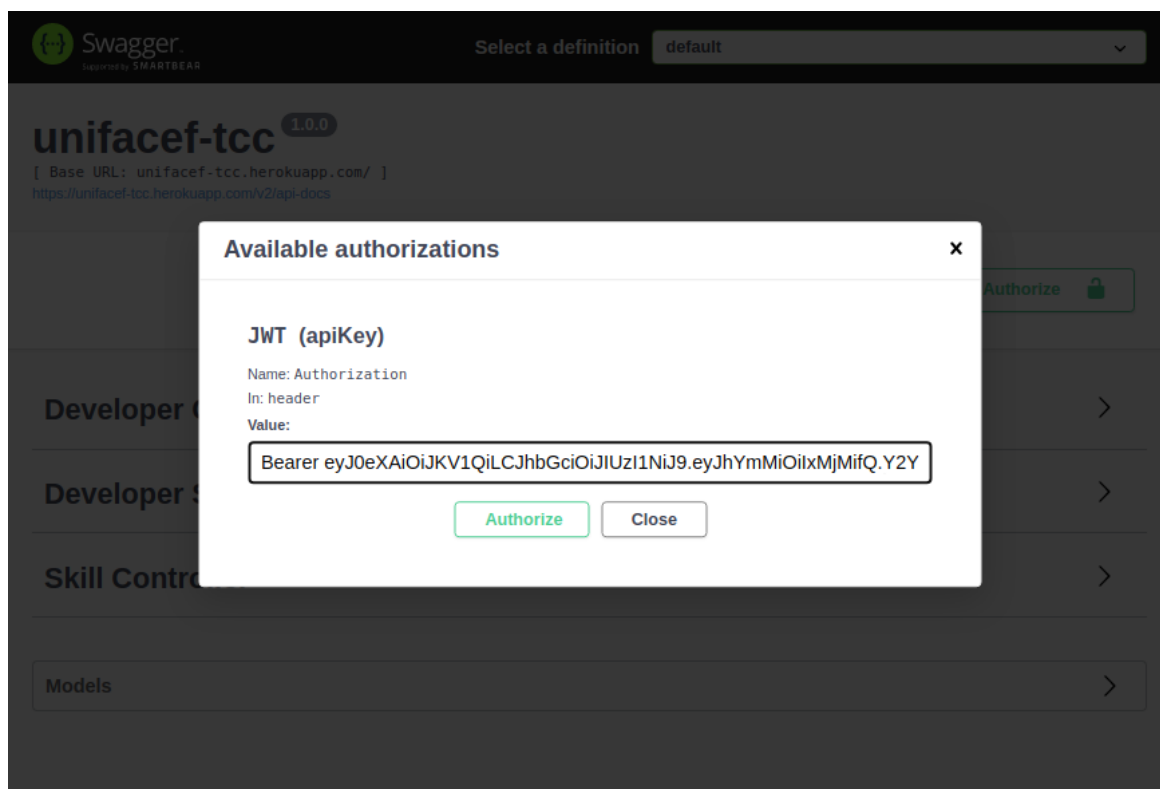 Swagger.
Supported by SMARTBEAR
Select a definition default
unifacef-tcc 1.0.0
[ Base URL: unifacef-tcc.herokuapp.com/ ]
https://unifacef-tcc.herokuapp.com/v2/api-docs
Available authorizations
Authorize
JWT (apiKey)
Name: Authorization
In: header
Value:
Bearer eyJ0eXAiOiJKV1QiLCJhbGciOiJIUzI1NiJ9.eyJhYmMiOiIxMjMifQ.Y2Y
Authorize Close
Developer
Developer
Skill Contro
Models